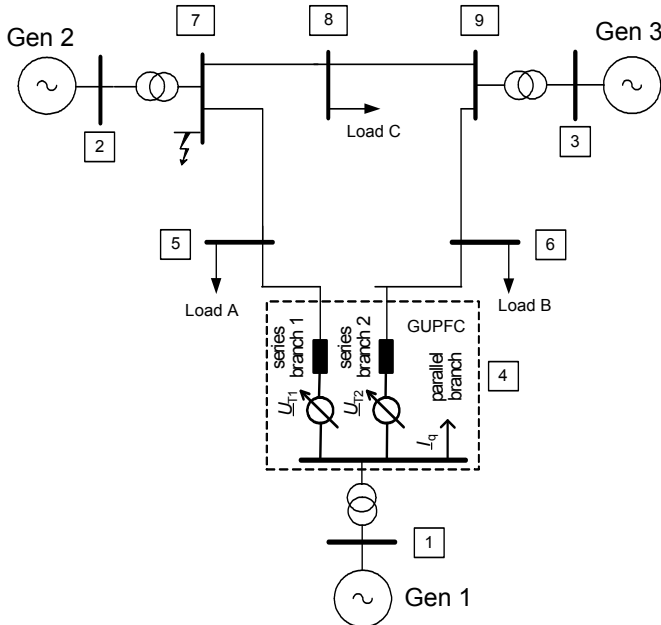 7
8
9
Gen 2
Gen 3
2
Load C
3
5
6
Load A
Load B
GUPFC
series
branch 1
series
branch 2
parallel
branch
4
U_T1
U_T2
I_q
1
Gen 1